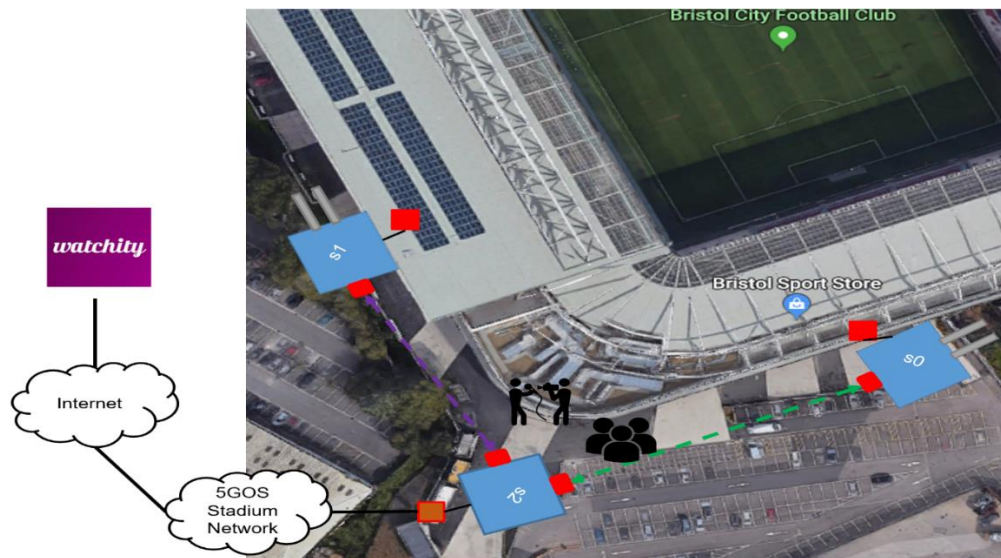 Bristol City Football Club
watchity
s1
Bristol Sport Store
s0
Internet
s2
5GOS
Stadium
Network